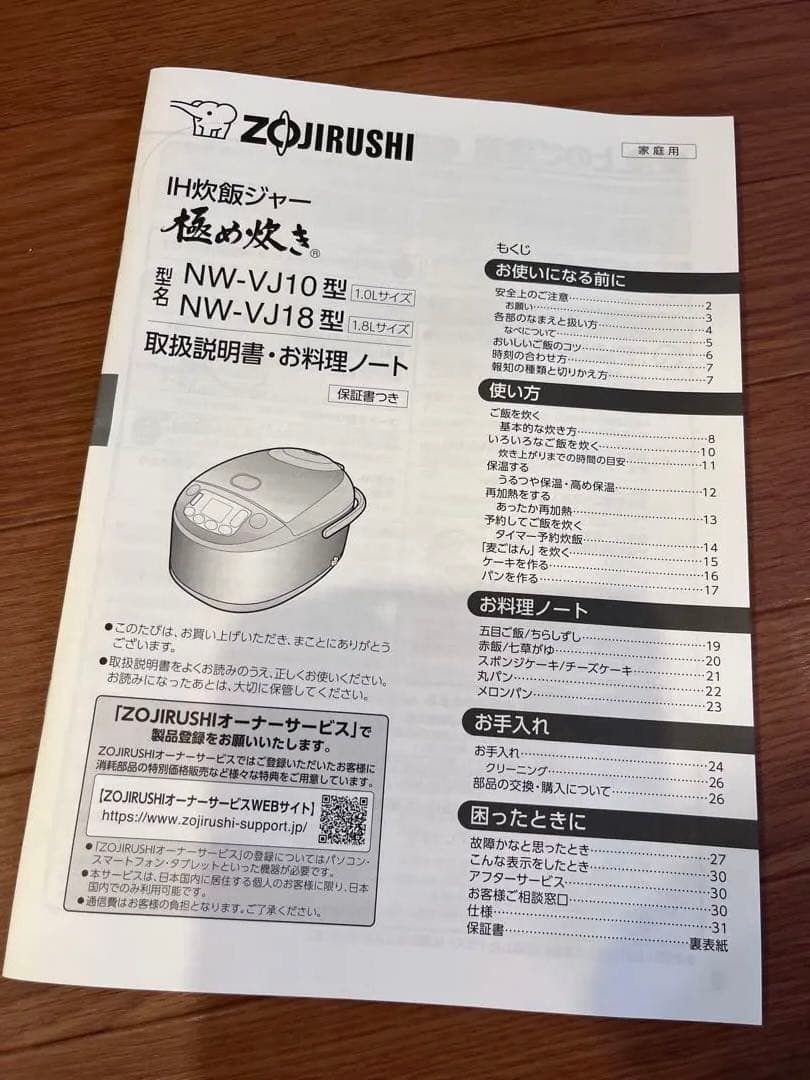 ZOJIRUSHI
家庭用
IH炊飯ジャー
極め炊き®
型名 NW-VJ10型 1.0Lサイズ
NW-VJ18型 1.8Lサイズ
取扱説明書・お料理ノート
保証書つき
●このたびは、お買い上げいただき、まことにありがとう
ございます。
●取扱説明書をよくお読みのうえ、正しくお使いください。
お読みになったあとは、大切に保管してください。
「ZOJIRUSHIオーナーサービス」で
製品登録をお願いいたします。
ZOJIRUSHIオーナーサービスではご登録いただいたお客様に
消耗部品の特別価格販売など様々な特典をご用意しています。
【ZOJIRUSHIオーナーサービスWEBサイト】
https://www.zojirushi-support.jp/
●「ZOJIRUSHIオーナーサービス」の登録についてはパソコン・
スマートフォン・タブレットといった機器が必要です。
●本サービスは、日本国内に居住する個人のお客様に限り、日本
国内でのみ利用可能です。
●通信費はお客様の負担となります。ご了承ください。
もくじ
お使いになる前に
安全上のご注意 2
お願い 3
各部のなまえと扱い方 4
なべについて 5
おいしいご飯のコツ 6
時刻の合わせ方 7
報知の種類と切りかえ方 7
使い方
ご飯を炊く
基本的な炊き方 8
いろいろなご飯を炊く 10
炊き上がりまでの時間の目安 11
保温する
うるつや保温・高め保温 12
再加熱をする
あったか再加熱 13
予約してご飯を炊く
タイマー予約炊飯 14
「麦ごはん」を炊く 15
ケーキを作る 16
パンを作る 17
お料理ノート
五目ご飯/ちらしずし 19
赤飯/七草がゆ 20
スポンジケーキ/チーズケーキ 21
丸パン 22
メロンパン 23
お手入れ
お手入れ 24
クリーニング 26
部品の交換・購入について 26
困ったときに
故障かなと思ったとき 27
こんな表示をしたとき 30
アフターサービス 30
お客様ご相談窓口 30
仕様 31
保証書 裏表紙